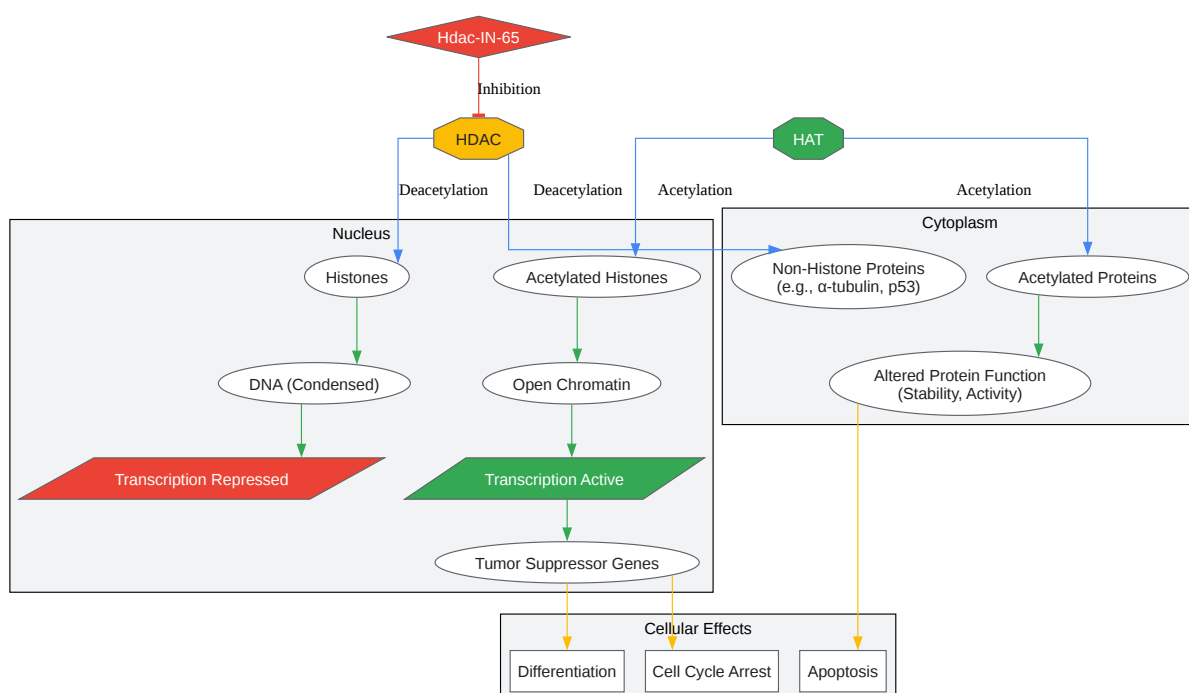 Hdac-IN-65
Inhibition
HDAC
HAT
Deacetylation
Deacetylation
Acetylation
Acetylation
Nucleus
Cytoplasm
Histones
Acetylated Histones
Non-Histone Proteins
(e.g., α-tubulin, p53)
Acetylated Proteins
DNA (Condensed)
Open Chromatin
Altered Protein Function
(Stability, Activity)
Transcription Repressed
Transcription Active
Tumor Suppressor Genes
Cellular Effects
Differentiation
Cell Cycle Arrest
Apoptosis